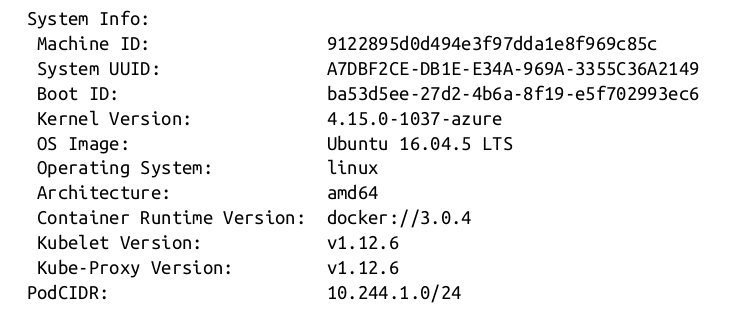 System Info:
Machine ID: 9122895d0d494e3f97dda1e8f969c85c
System UUID: A7DBF2CE-DB1E-E34A-969A-3355C36A2149
Boot ID: ba53d5ee-27d2-4b6a-8f19-e5f702993ec6
Kernel Version: 4.15.0-1037-azure
OS Image: Ubuntu 16.04.5 LTS
Operating System: linux
Architecture: amd64
Container Runtime Version: docker://3.0.4
Kubelet Version: v1.12.6
Kube-Proxy Version: v1.12.6
PodCIDR: 10.244.1.0/24